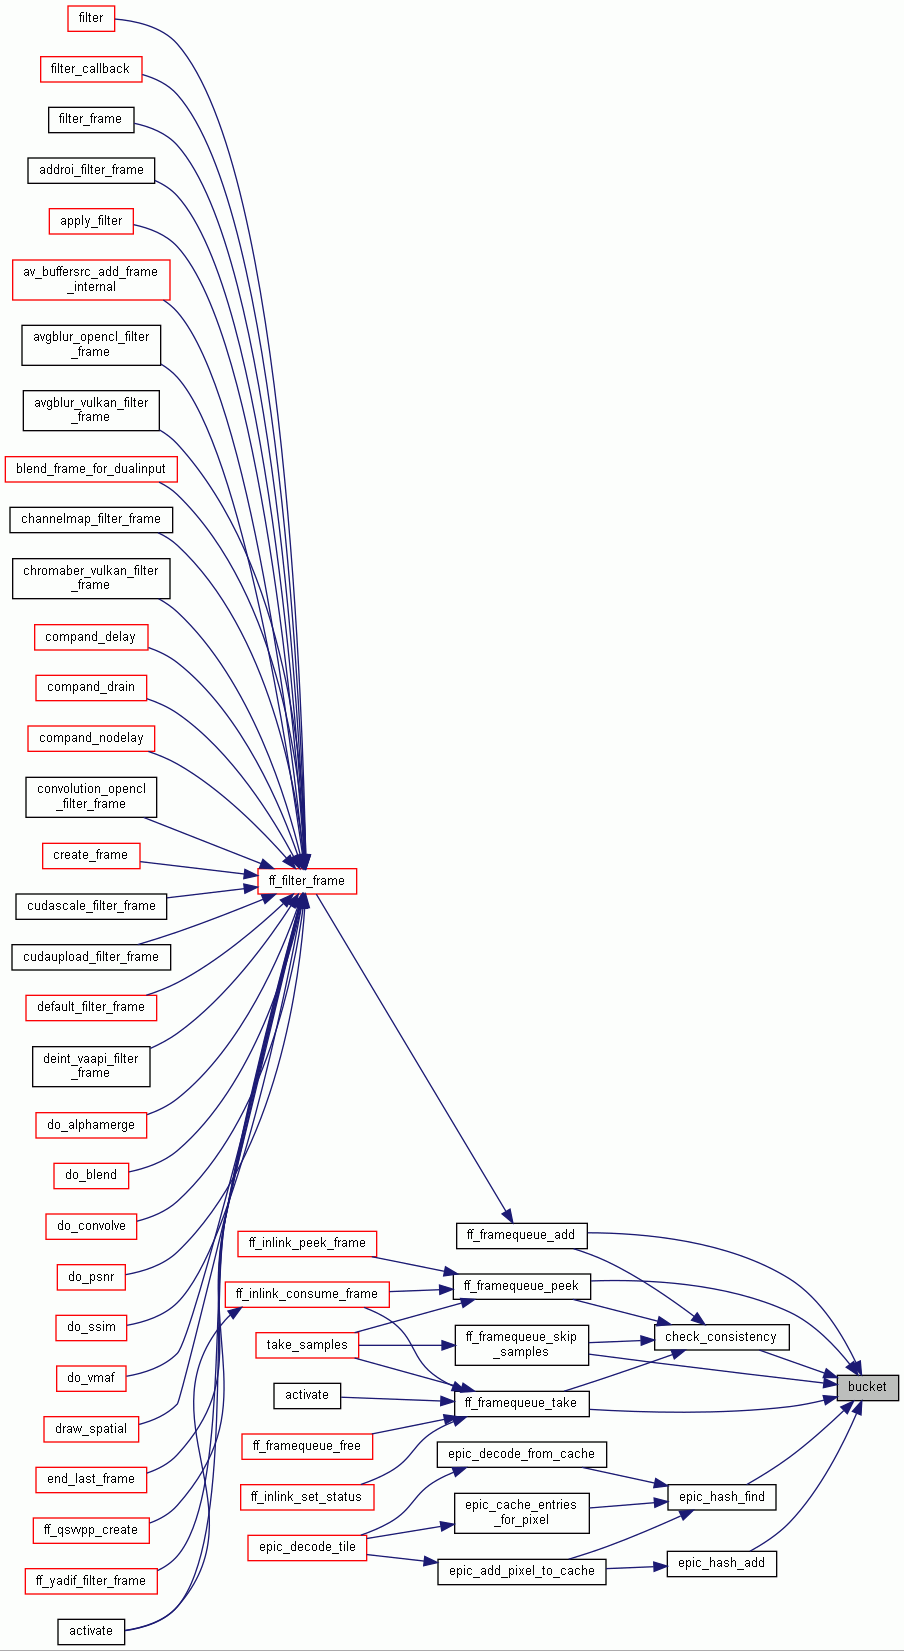 filter
filter_callback
filter_frame
addroi_filter_frame
apply_filter
av_buffersrc_add_frame
_internal
avgblur_opencl_filter
_frame
avgblur_vulkan_filter
_frame
blend_frame_for_dualinput
channelmap_filter_frame
chromaber_vulkan_filter
_frame
compand_delay
compand_drain
compand_nodelay
convolution_opencl
_filter_frame
create_frame
cudascale_filter_frame
cudaupload_filter_frame
default_filter_frame
deint_vaapi_filter
_frame
do_alphamerge
do_blend
do_convolve
do_psnr
do_ssim
do_vmaf
draw_spatial
end_last_frame
ff_qsvvpp_create
ff_yadif_filter_frame
activate
ff_filter_frame
ff_inlink_peek_frame
ff_inlink_consume_frame
take_samples
activate
ff_framequeue_free
ff_inlink_set_status
epic_decode_tile
ff_framequeue_add
ff_framequeue_peek
ff_framequeue_skip
_samples
ff_framequeue_take
epic_decode_from_cache
epic_cache_entries
_for_pixel
epic_add_pixel_to_cache
check_consistency
epic_hash_find
epic_hash_add
bucket